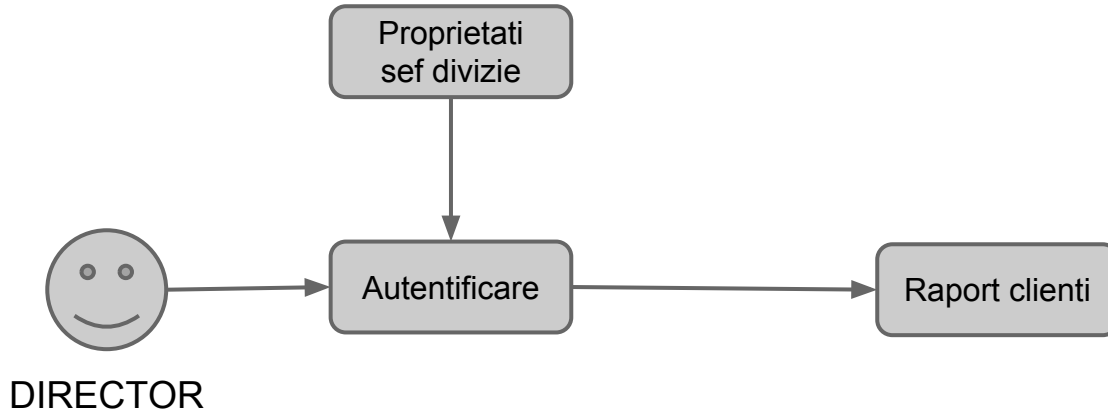 Proprietati
sef divizie
Autentificare
Raport clienti
DIRECTOR